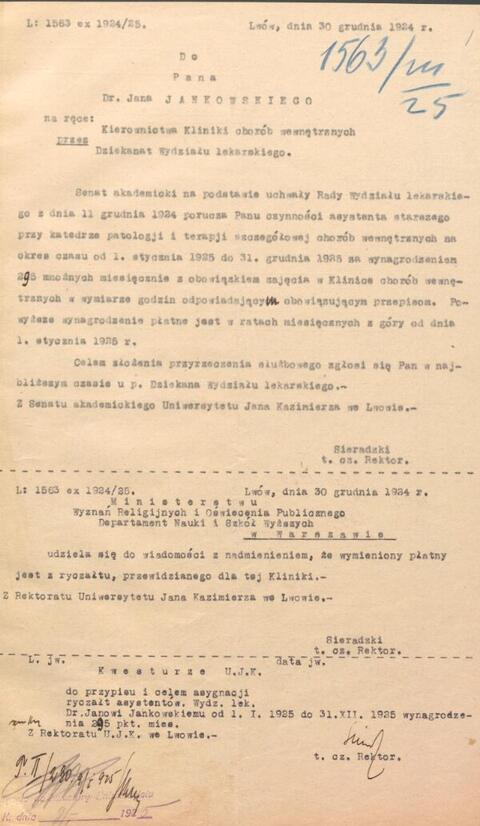 L: 1563 ex 1924/25. Lwów, dnia 30 grudnia 1924 r.
1563/III
25
Do
Pana
Dr. Jana JANKOWSKIEGO
na ręce: Kierownictwa Kliniki chorób wewnętrznych
przez Dziekanat Wydziału lekarskiego.
Senat akademicki na podstawie uchwały Rady Wydziału lekarskie-
go z dnia 11 grudnia 1924 porucza Panu czynności asystenta starszego
przy katedrze patologji i terapji szczegółowej chorób wewnętrznych na
okres czasu od 1. stycznia 1925 do 31. grudnia 1925 za wynagrodzeniem
295 mnożnych miesięcznie z obowiązkiem zajęcia w Klinice chorób wewnę-
trznych w wymiarze godzin odpowiadającym obowiązującym przepisom. Po-
wyższe wynagrodzenie płatne jest w ratach miesięcznych z góry od dnia
1. stycznia 1925 r.
Celem złożenia przyrzeczenia służbowego zgłosi się Pan w naj-
bliższym czasie u p. Dziekana Wydziału lekarskiego.-
Z Senatu akademickiego Uniwersytetu Jana Kazimierza we Lwowie.-
Sieradzki
t. cz. Rektor.
L: 1563 ex 1924/25. Lwów, dnia 30 grudnia 1924 r.
Ministerstwu
Wyznań Religijnych i Oświecenia Publicznego
Departament Nauki i Szkół Wyższych
w Warszawie
udziela się do wiadomości z nadmienieniem, że wymieniony płatny
jest z ryczałtu, przewidzianego dla tej Kliniki.-
Z Rektoratu Uniwersytetu Jana Kazimierza we Lwowie.-
Sieradzki
t. cz. Rektor.
L. jw. data jw.
Kwesturze U.J.K.
do przypisu i celem asygnacji
ryczałt asystentów. Wydz. lek.
Dr.Janowi Jankowskiemu od 1. I. 1925 do 31.XII. 1925 wynagrodze-
nia 295 pkt. mies.
Z Rektoratu U.J.K. we Lwowie.-
t. cz. Rektor.
dnia 192